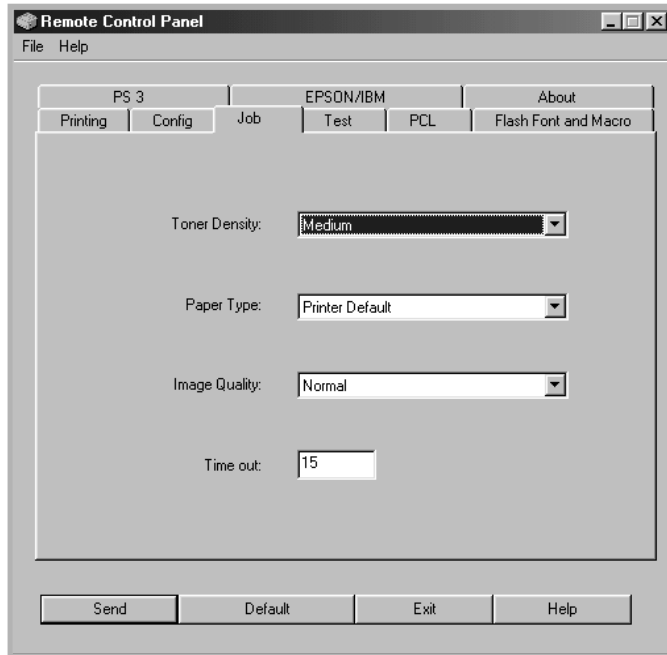 Remote Control Panel
File Help
PS 3 EPSON/IBM About
Printing Config Job Test PCL Flash Font and Macro
Toner Density: Medium
Paper Type: Printer Default
Image Quality: Normal
Time out: 15
Send Default Exit Help